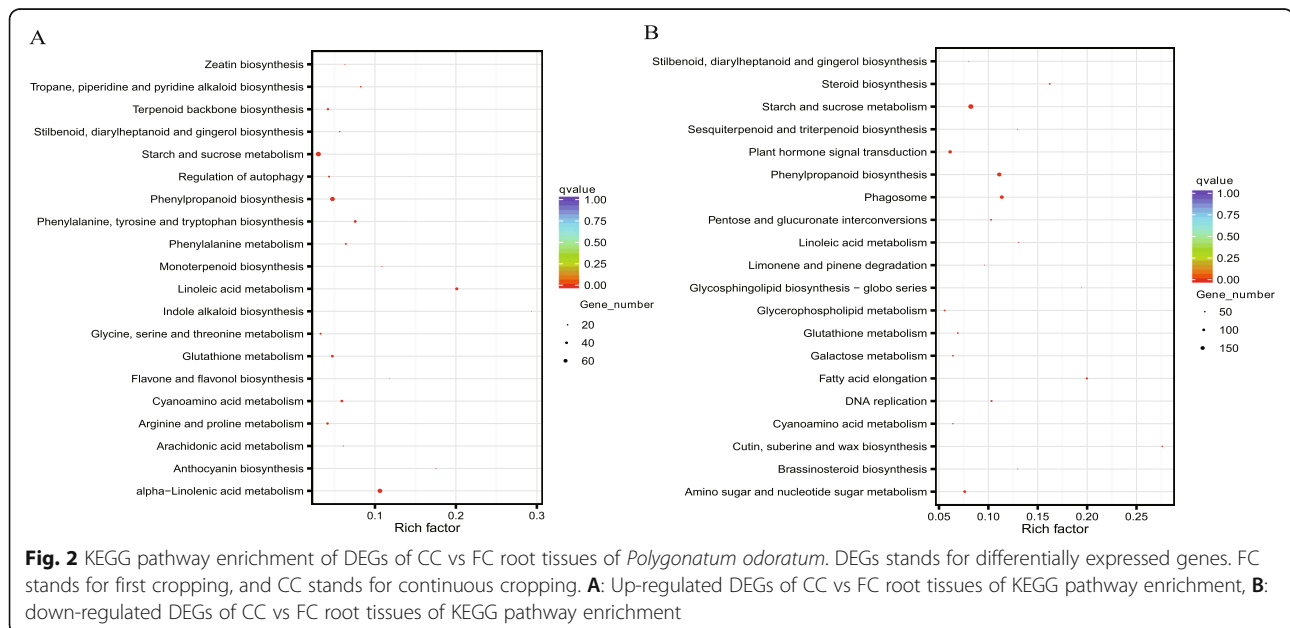 A
Zeatin biosynthesis
Tropane, piperidine and pyridine alkaloid biosynthesis
Terpenoid backbone biosynthesis
Stilbenoid, diarylheptanoid and gingerol biosynthesis
Starch and sucrose metabolism
Regulation of autophagy
Phenylpropanoid biosynthesis
Phenylalanine, tyrosine and tryptophan biosynthesis
Phenylalanine metabolism
Monoterpenoid biosynthesis
Linoleic acid metabolism
Indole alkaloid biosynthesis
Glycine, serine and threonine metabolism
Glutathione metabolism
Flavone and flavonol biosynthesis
Cyanoamino acid metabolism
Arginine and proline metabolism
Arachidonic acid metabolism
Anthocyanin biosynthesis
alpha−Linolenic acid metabolism
0.1 0.2 0.3
Rich factor
qvalue
1.00
0.75
0.50
0.25
0.00
Gene_number
20
40
60
B
Stilbenoid, diarylheptanoid and gingerol biosynthesis
Steroid biosynthesis
Starch and sucrose metabolism
Sesquiterpenoid and triterpenoid biosynthesis
Plant hormone signal transduction
Phenylpropanoid biosynthesis
Phagosome
Pentose and glucuronate interconversions
Linoleic acid metabolism
Limonene and pinene degradation
Glycosphingolipid biosynthesis − globo series
Glycerophospholipid metabolism
Glutathione metabolism
Galactose metabolism
Fatty acid elongation
DNA replication
Cyanoamino acid metabolism
Cutin, suberine and wax biosynthesis
Brassinosteroid biosynthesis
Amino sugar and nucleotide sugar metabolism
0.05 0.10 0.15 0.20 0.25
Rich factor
qvalue
1.00
0.75
0.50
0.25
0.00
Gene_number
50
100
150
Fig. 2 KEGG pathway enrichment of DEGs of CC vs FC root tissues of Polygonatum odoratum. DEGs stands for differentially expressed genes. FC
stands for first cropping, and CC stands for continuous cropping. A: Up-regulated DEGs of CC vs FC root tissues of KEGG pathway enrichment, B:
down-regulated DEGs of CC vs FC root tissues of KEGG pathway enrichment